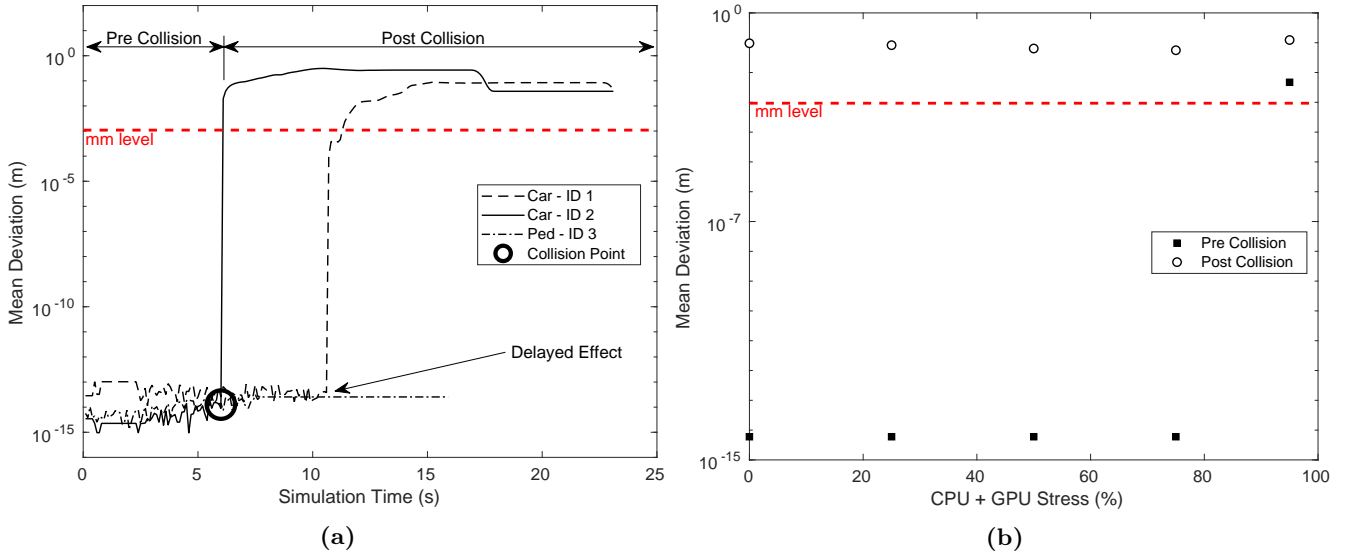 Pre Collision
Post Collision
Mean Deviation (m)
10^0
10^-5
10^-10
10^-15
mm level
Car - ID 1
Car - ID 2
Ped - ID 3
Collision Point
Delayed Effect
0
5
10
15
20
25
Simulation Time (s)
(a)
Mean Deviation (m)
10^0
10^-7
10^-15
mm level
Pre Collision
Post Collision
0
20
40
60
80
100
CPU + GPU Stress (%)
(b)